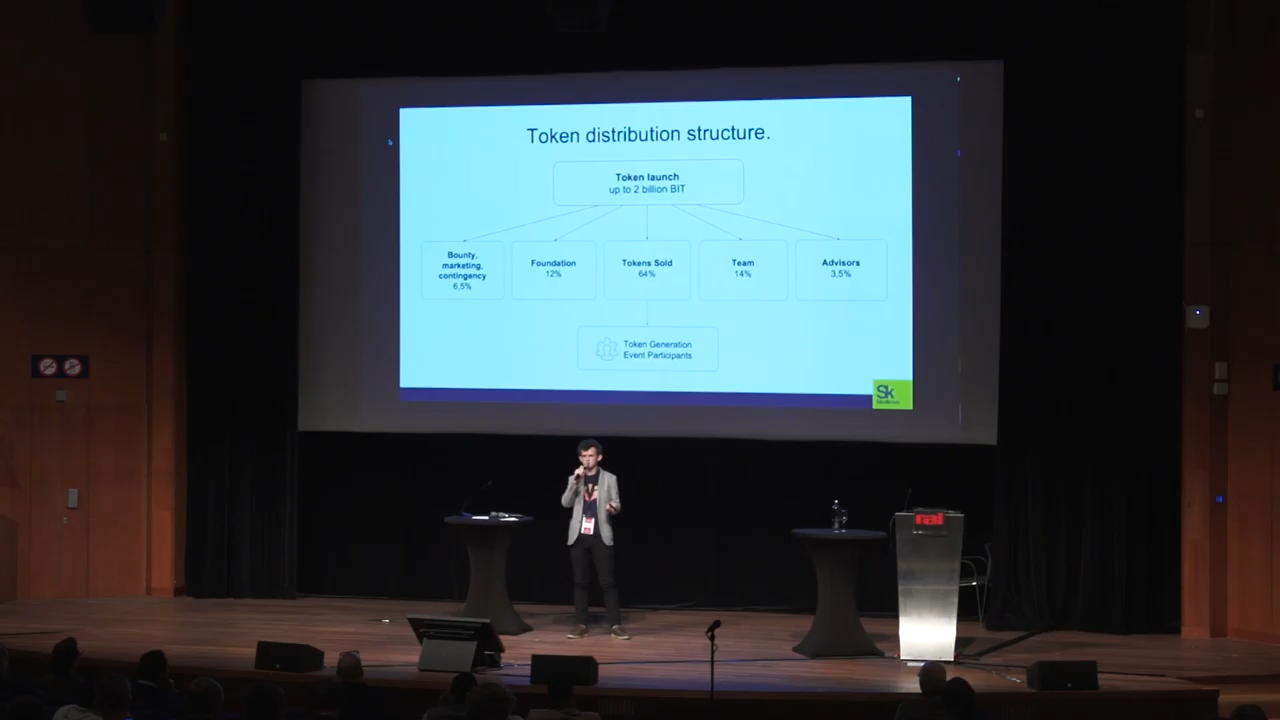 Token distribution structure.
Token launch
up to 2 billion BIT
Bounty,
marketing,
contingency
6,5%
Foundation
12%
Tokens Sold
64%
Team
14%
Advisors
3,5%
Token Generation
Event Participants
Sk
rai